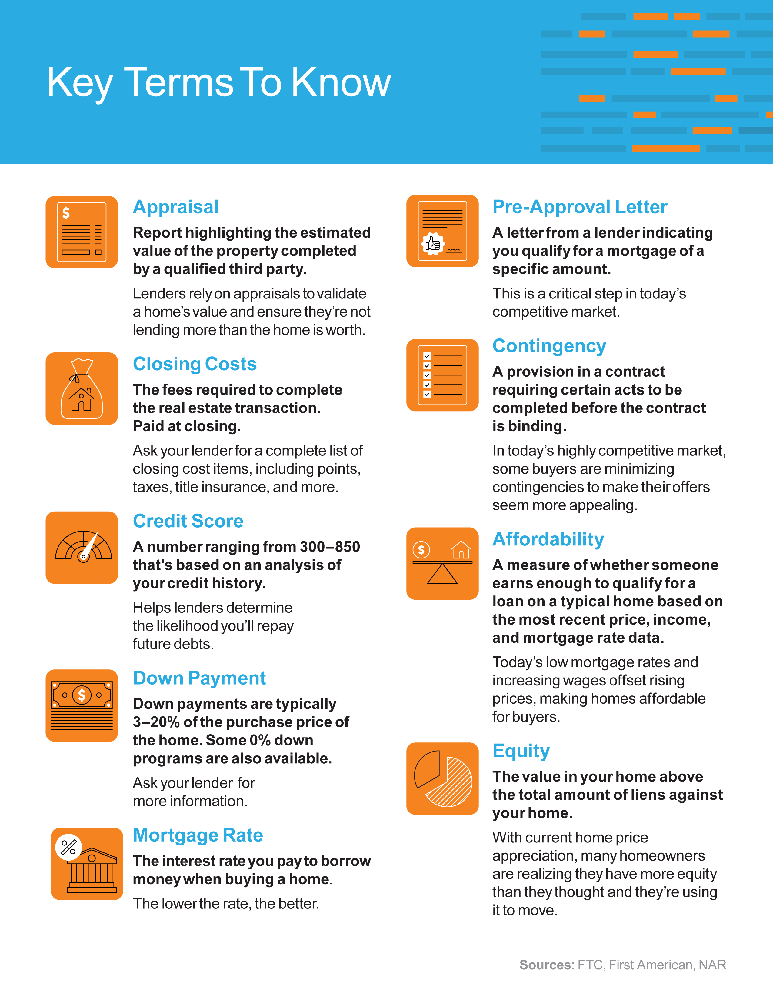 Key Terms To Know
Appraisal
Report highlighting the estimated
value of the property completed
by a qualified third party.
Lenders rely on appraisals to validate
a home’s value and ensure they’re not
lending more than the home is worth.
Closing Costs
The fees required to complete
the real estate transaction.
Paid at closing.
Ask your lender for a complete list of
closing cost items, including points,
taxes, title insurance, and more.
Credit Score
A number ranging from 300–850
that's based on an analysis of
your credit history.
Helps lenders determine
the likelihood you’ll repay
future debts.
Down Payment
Down payments are typically
3–20% of the purchase price of
the home. Some 0% down
programs are also available.
Ask your lender for
more information.
Mortgage Rate
The interest rate you pay to borrow
money when buying a home.
The lower the rate, the better.
Pre-Approval Letter
A letter from a lender indicating
you qualify for a mortgage of a
specific amount.
This is a critical step in today’s
competitive market.
Contingency
A provision in a contract
requiring certain acts to be
completed before the contract
is binding.
In today’s highly competitive market,
some buyers are minimizing
contingencies to make their offers
seem more appealing.
Affordability
A measure of whether someone
earns enough to qualify for a
loan on a typical home based on
the most recent price, income,
and mortgage rate data.
Today’s low mortgage rates and
increasing wages offset rising
prices, making homes affordable
for buyers.
Equity
The value in your home above
the total amount of liens against
your home.
With current home price
appreciation, many homeowners
are realizing they have more equity
than they thought and they’re using
it to move.
Sources: FTC, First American, NAR